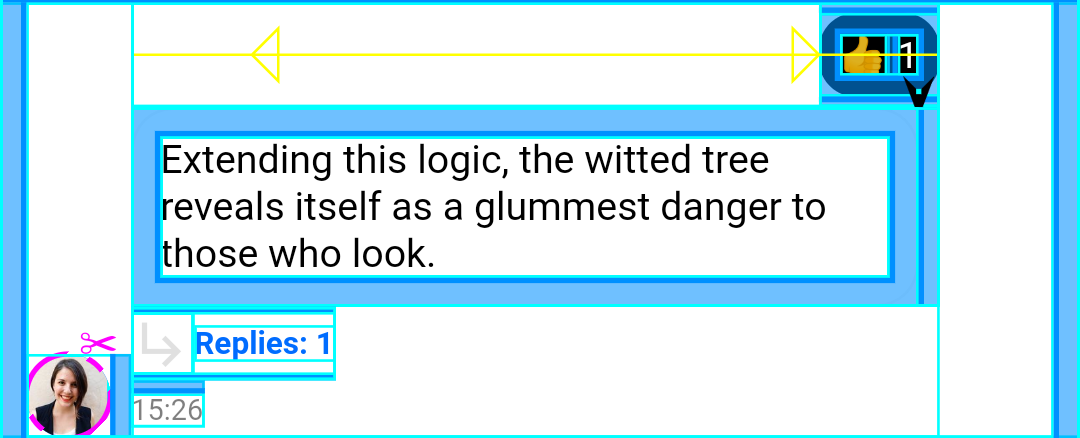 1
Extending this logic, the witted tree
reveals itself as a glummest danger to
those who look.
Replies: 1
15:26